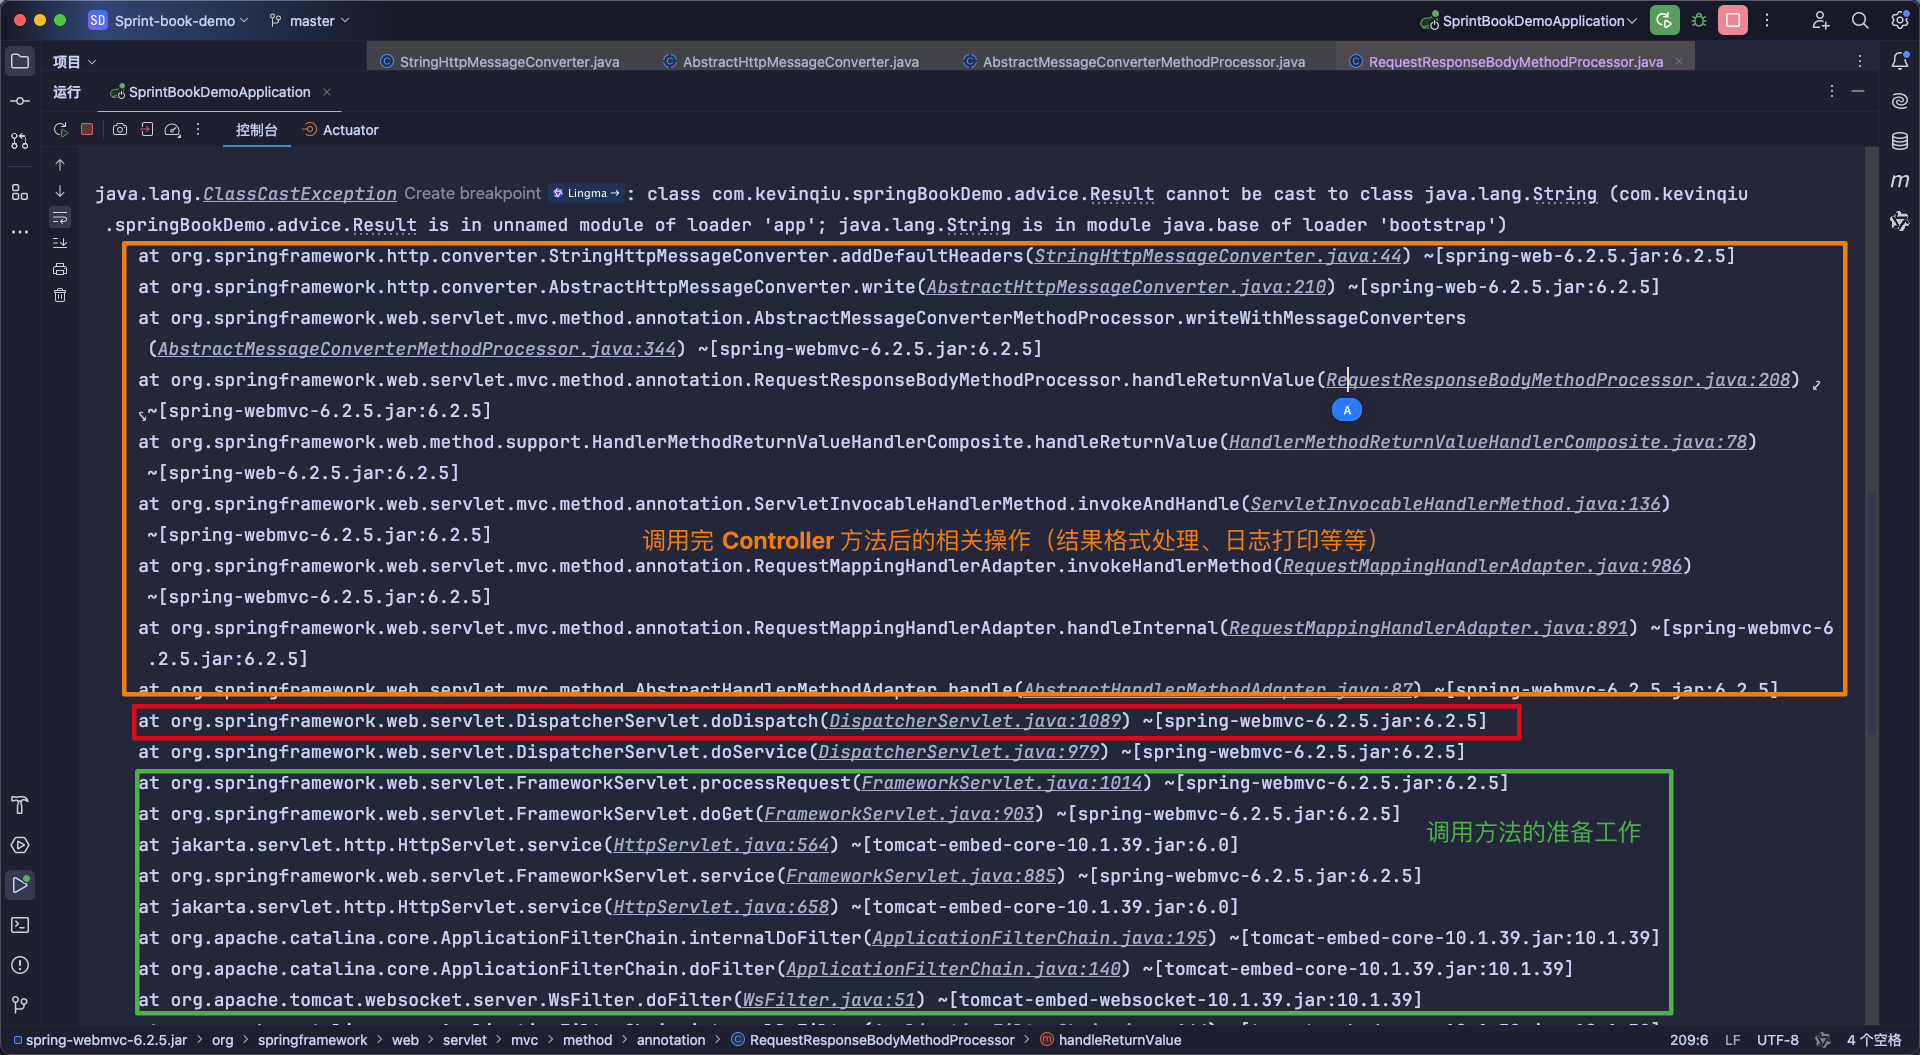 SD Sprint-book-demo master SprintBookDemoApplication
项目 StringHttpMessageConverter.java AbstractHttpMessageConverter.java AbstractMessageConverterMethodProcessor.java RequestResponseBodyMethodProcessor.java
运行 SprintBookDemoApplication
控制台 Actuator
java.lang.ClassCastException Create breakpoint Lingma → : class com.kevinqiu.springBookDemo.advice.Result cannot be cast to class java.lang.String (com.kevinqiu
.springBookDemo.advice.Result is in unnamed module of loader 'app'; java.lang.String is in module java.base of loader 'bootstrap')
at org.springframework.http.converter.StringHttpMessageConverter.addDefaultHeaders(StringHttpMessageConverter.java:44) ~[spring-web-6.2.5.jar:6.2.5]
at org.springframework.http.converter.AbstractHttpMessageConverter.write(AbstractHttpMessageConverter.java:210) ~[spring-web-6.2.5.jar:6.2.5]
at org.springframework.web.servlet.mvc.method.annotation.AbstractMessageConverterMethodProcessor.writeWithMessageConverters
(AbstractMessageConverterMethodProcessor.java:344) ~[spring-webmvc-6.2.5.jar:6.2.5]
at org.springframework.web.servlet.mvc.method.annotation.RequestResponseBodyMethodProcessor.handleReturnValue(RequestResponseBodyMethodProcessor.java:208)
~[spring-webmvc-6.2.5.jar:6.2.5]
A
at org.springframework.web.method.support.HandlerMethodReturnValueHandlerComposite.handleReturnValue(HandlerMethodReturnValueHandlerComposite.java:78)
~[spring-web-6.2.5.jar:6.2.5]
at org.springframework.web.servlet.mvc.method.annotation.ServletInvocableHandlerMethod.invokeAndHandle(ServletInvocableHandlerMethod.java:136)
~[spring-webmvc-6.2.5.jar:6.2.5]
调用完 Controller 方法后的相关操作（结果格式处理、日志打印等等）
at org.springframework.web.servlet.mvc.method.annotation.RequestMappingHandlerAdapter.invokeHandlerMethod(RequestMappingHandlerAdapter.java:986)
~[spring-webmvc-6.2.5.jar:6.2.5]
at org.springframework.web.servlet.mvc.method.annotation.RequestMappingHandlerAdapter.handleInternal(RequestMappingHandlerAdapter.java:891) ~[spring-webmvc-6
.2.5.jar:6.2.5]
at org.springframework.web.servlet.mvc.method.AbstractHandlerMethodAdapter.handle(AbstractHandlerMethodAdapter.java:87) ~[spring-webmvc-6.2.5.jar:6.2.5]
at org.springframework.web.servlet.DispatcherServlet.doDispatch(DispatcherServlet.java:1089) ~[spring-webmvc-6.2.5.jar:6.2.5]
at org.springframework.web.servlet.DispatcherServlet.doService(DispatcherServlet.java:979) ~[spring-webmvc-6.2.5.jar:6.2.5]
at org.springframework.web.servlet.FrameworkServlet.processRequest(FrameworkServlet.java:1014) ~[spring-webmvc-6.2.5.jar:6.2.5]
at org.springframework.web.servlet.FrameworkServlet.doGet(FrameworkServlet.java:903) ~[spring-webmvc-6.2.5.jar:6.2.5]
调用方法的准备工作
at jakarta.servlet.http.HttpServlet.service(HttpServlet.java:564) ~[tomcat-embed-core-10.1.39.jar:6.0]
at org.springframework.web.servlet.FrameworkServlet.service(FrameworkServlet.java:885) ~[spring-webmvc-6.2.5.jar:6.2.5]
at jakarta.servlet.http.HttpServlet.service(HttpServlet.java:658) ~[tomcat-embed-core-10.1.39.jar:6.0]
at org.apache.catalina.core.ApplicationFilterChain.internalDoFilter(ApplicationFilterChain.java:195) ~[tomcat-embed-core-10.1.39.jar:10.1.39]
at org.apache.catalina.core.ApplicationFilterChain.doFilter(ApplicationFilterChain.java:140) ~[tomcat-embed-core-10.1.39.jar:10.1.39]
at org.apache.tomcat.websocket.server.WsFilter.doFilter(WsFilter.java:51) ~[tomcat-embed-websocket-10.1.39.jar:10.1.39]
spring-webmvc-6.2.5.jar > org > springframework > web > servlet > mvc > method > annotation > RequestResponseBodyMethodProcessor > handleReturnValue 209:6 LF UTF-8 4 个空格